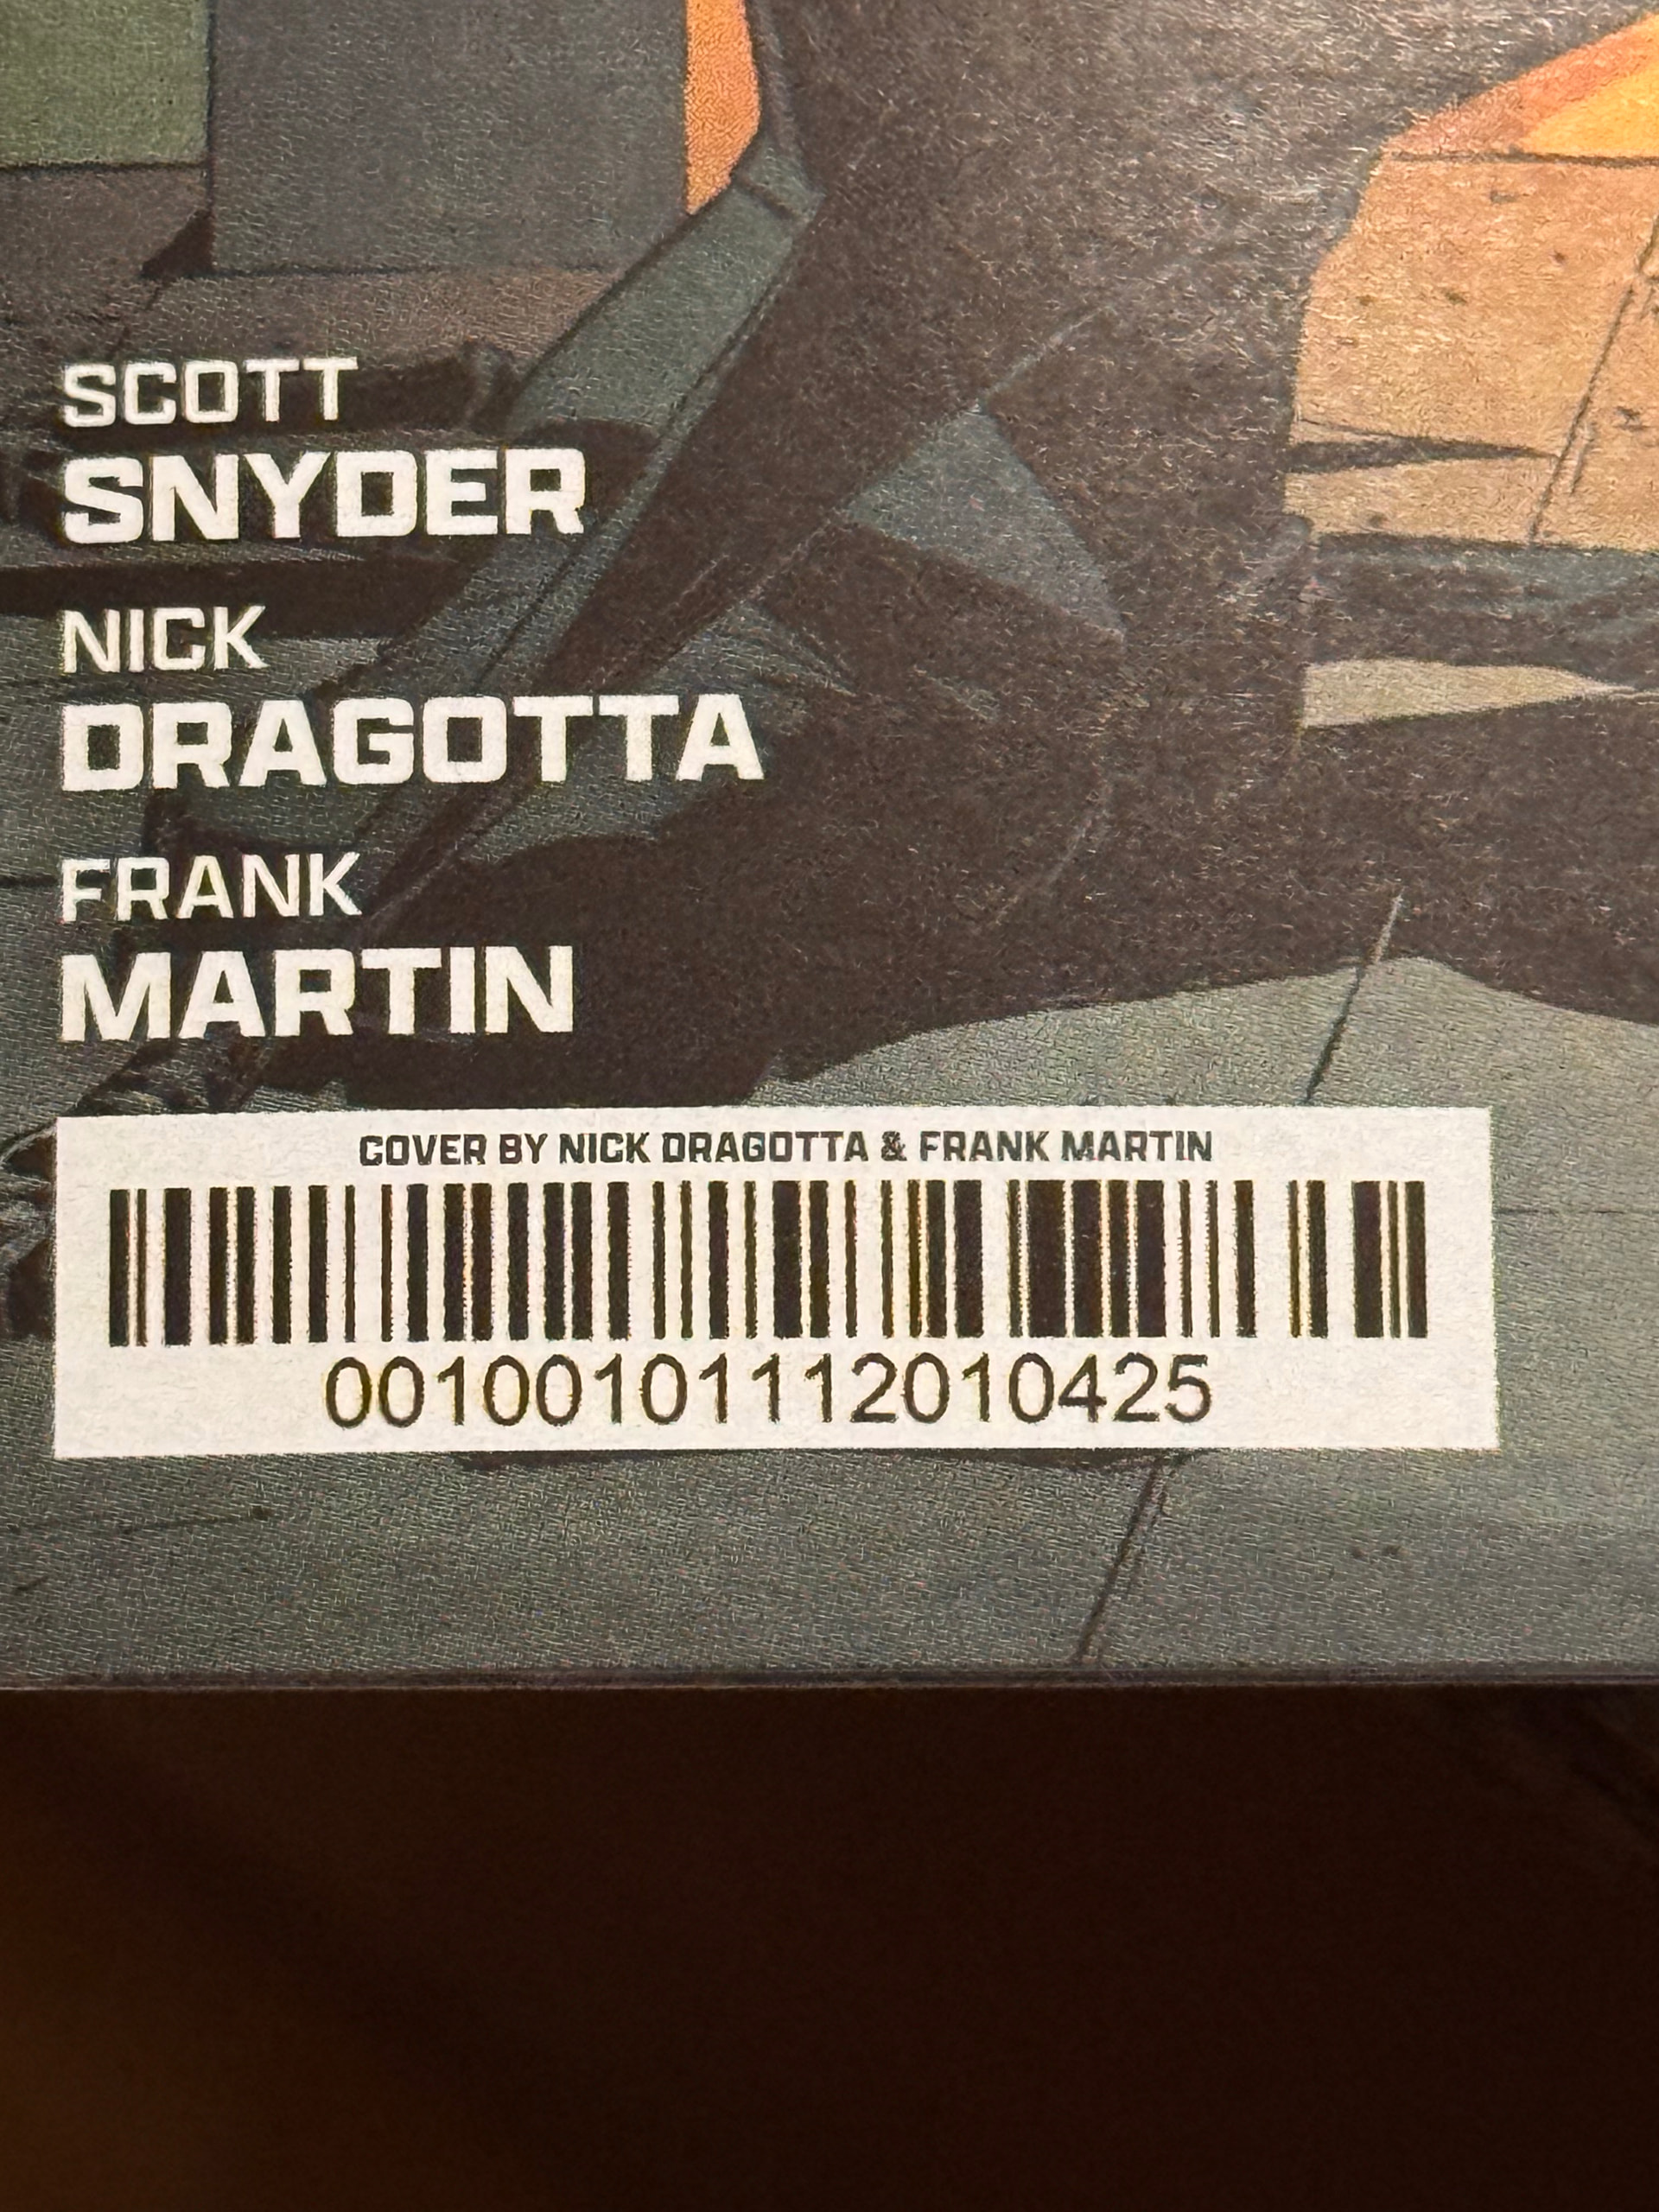 SCOTT
SNYDER
NICK
DRAGOTTA
FRANK
MARTIN
COVER BY NICK DRAGOTTA & FRANK MARTIN
00100101112010425